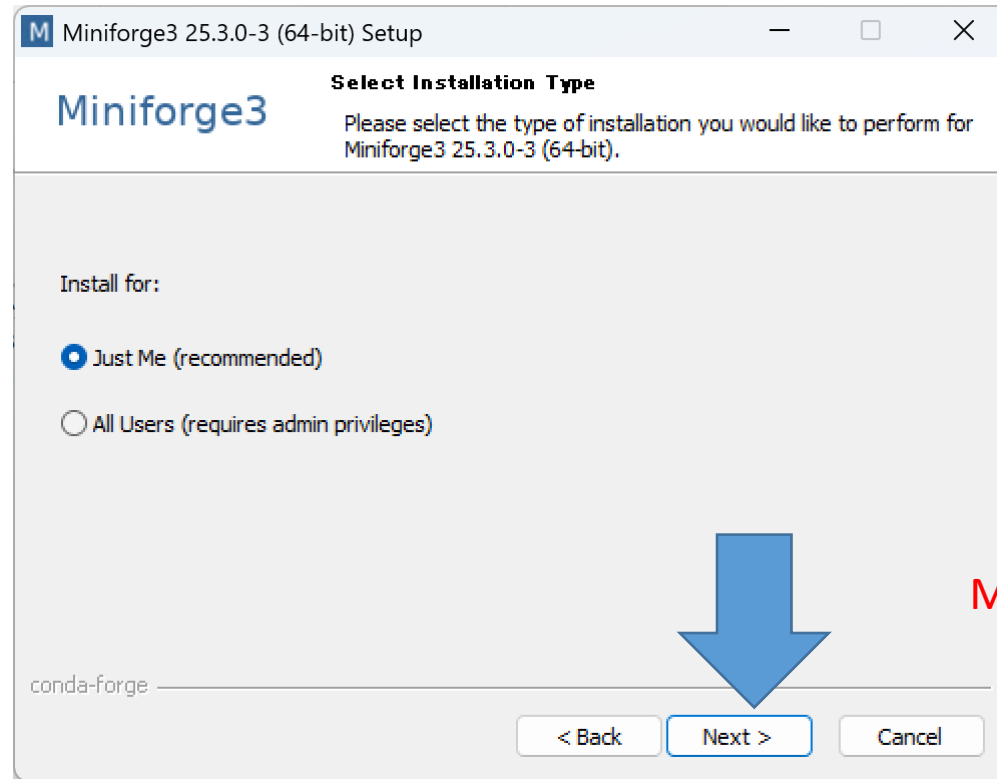 M Miniforge3 25.3.0-3 (64-bit) Setup
Miniforge3
Select Installation Type
Please select the type of installation you would like to perform for
Miniforge3 25.3.0-3 (64-bit).
Install for:
Just Me (recommended)
All Users (requires admin privileges)
M
conda-forge
< Back Next > Cancel